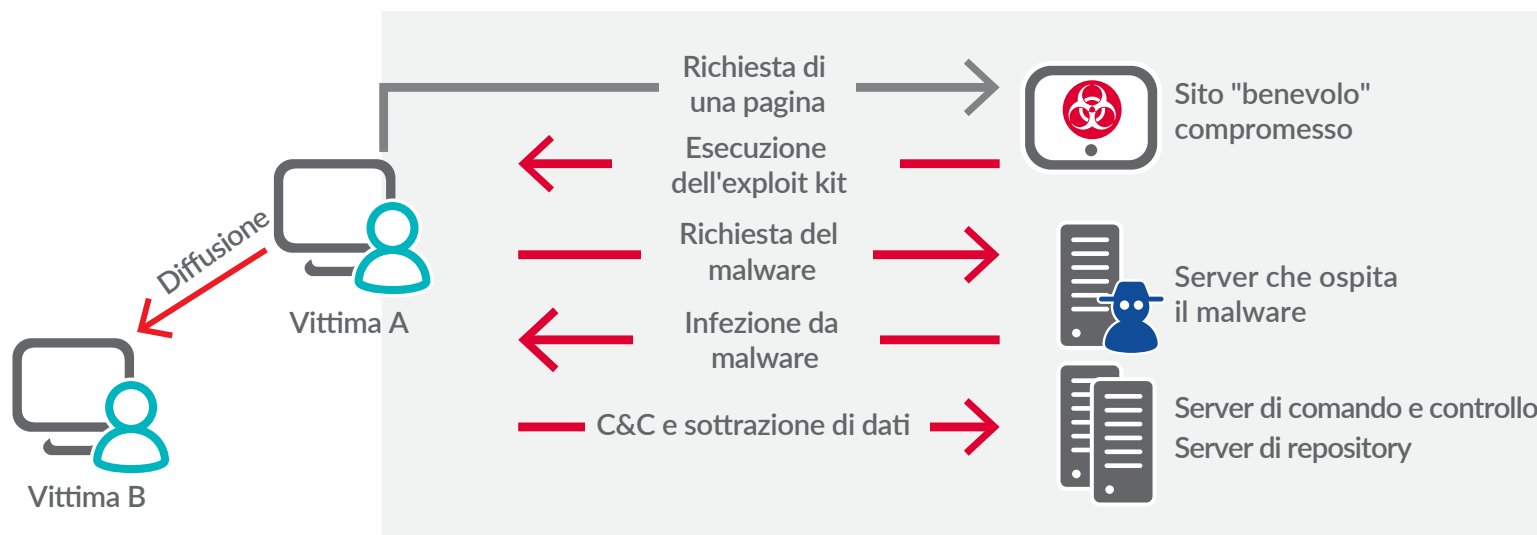 Richiesta di
una pagina
Sito "benevolo"
compromesso
Esecuzione
dell'exploit kit
Diffusione
Vittima A
Richiesta del
malware
Server che ospita
il malware
Infezione da
malware
C&C e sottrazione di dati
Server di comando e controllo
Server di repository
Vittima B